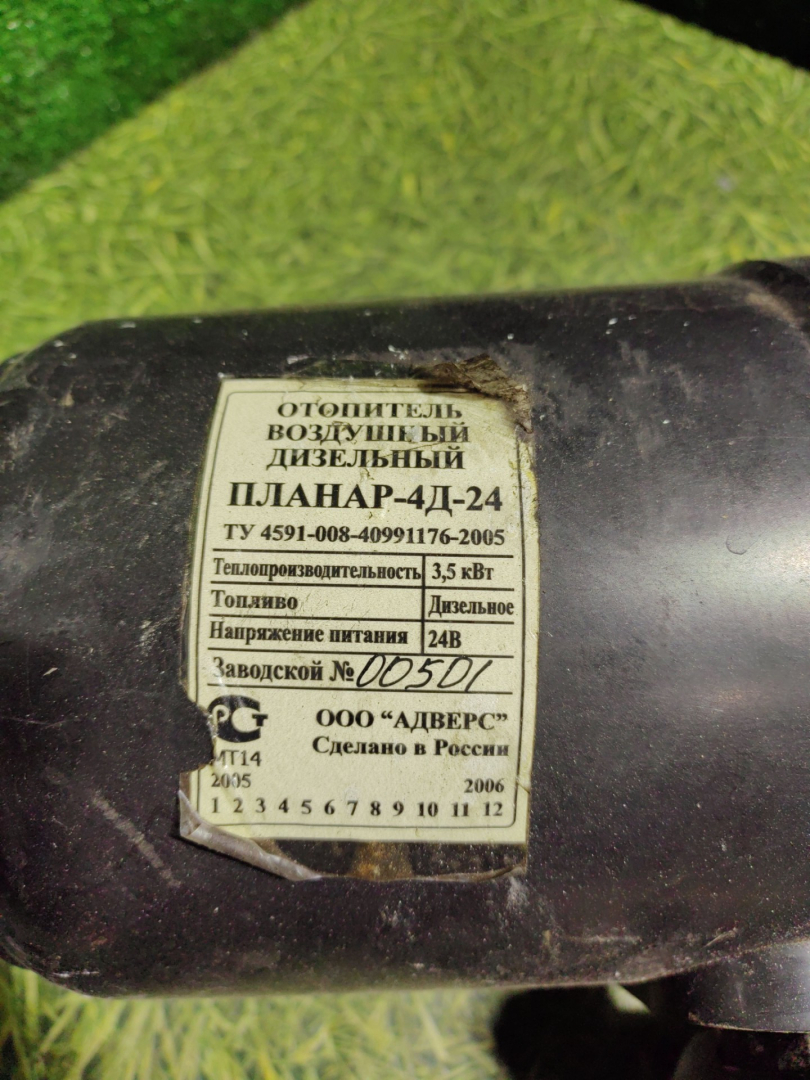 ОТОПИТЕЛЬ
ВОЗДУШНЫЙ
ДИЗЕЛЬНЫЙ
ПЛАНАР-4Д-24
ТУ 4591-008-40991176-2005
Теплопроизводительность 3,5 кВт
Топливо Дизельное
Напряжение питания 24В
Заводской № 00501
РСТ ООО “АДВЕРС”
МТ14 Сделано в России
2005 2006
1 2 3 4 5 6 7 8 9 10 11 12